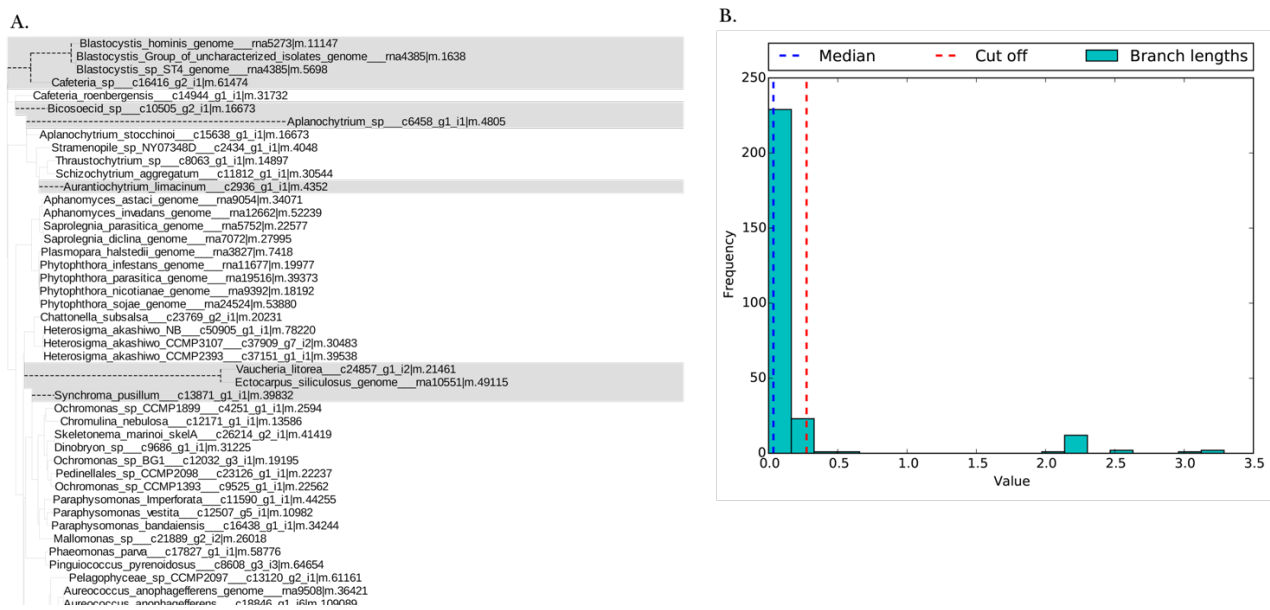 A.
Blastocystis_hominis_genome___rna5273|m.11147
Blastocystis_Group_of_uncharacterized_isolates_genome___rna4385|m.1638
Blastocystis_sp_ST4_genome___rna4385|m.5698
Cafeteria_sp___c16416_g2_i1|m.61474
Cafeteria_roenbergensis___c14944_g1_i1|m.31732
Bicosoecid_sp___c10505_g2_i1|m.16673
Aplanochytrium_sp___c6458_g1_i1|m.4805
Aplanochytrium_stocchinoi___c15638_g1_i1|m.16673
Stramenopile_sp_NY07348D___c2434_g1_i1|m.4048
Thraustochytrium_sp___c8063_g1_i1|m.14897
Schizochytrium_aggregatum___c11812_g1_i1|m.30544
Aurantiochytrium_limacinum___c2936_g1_i1|m.4352
Aphanomyces_astaci_genome___rna9054|m.34071
Aphanomyces_invadans_genome___rna12662|m.52239
Saprolegnia_parasitica_genome___rna5752|m.22577
Saprolegnia_diclina_genome___rna7072|m.27995
Plasmopara_halstedii_genome___rna3827|m.7418
Phytophthora_infestans_genome___rna11677|m.19977
Phytophthora_parasitica_genome___rna19516|m.39373
Phytophthora_nicotianae_genome___rna9392|m.18192
Phytophthora_sojae_genome___rna24524|m.53880
Chattonella_subsalsa___c23769_g2_i1|m.20231
Heterosigma_akashiwo_NB___c50905_g1_i1|m.78220
Heterosigma_akashiwo_CCMP3107___c37909_g7_i2|m.30483
Heterosigma_akashiwo_CCMP2393___c37151_g1_i1|m.39538
Vaucheria_litorea___c24857_g1_i2|m.21461
Ectocarpus_siliculosus_genome___rna10551|m.49115
Synchroma_pusillum___c13871_g1_i1|m.39832
Ochromonas_sp_CCMP1899___c4251_g1_i1|m.2594
Chromulina_nebulosa___c12171_g1_i1|m.13586
Skeletonema_marinoi_skelA___c26214_g2_i1|m.41419
Dinobryon_sp___c9686_g1_i1|m.31225
Ochromonas_sp_BG1___c12032_g3_i1|m.19195
Pedinellales_sp_CCMP2098___c23126_g1_i1|m.22237
Ochromonas_sp_CCMP1393___c9525_g1_i1|m.22562
Paraphysomonas_Imperforata___c11590_g1_i1|m.44255
Paraphysomonas_vestita___c12507_g5_i1|m.10982
Paraphysomonas_bandaiensis___c16438_g1_i1|m.34244
Mallomonas_sp___c21889_g2_i2|m.26018
Phaeomonas_parva___c17827_g1_i1|m.58776
Pinguiococcus_pyrenoidosus___c8608_g3_i3|m.64654
Pelagophyceae_sp_CCMP2097___c13120_g2_i1|m.61161
Aureococcus_anophagefferens_genome___rna9508|m.36421
Aureococcus_anophagefferens___c18846_g1_i6|m.109089
B.
Median
Cut off
Branch lengths
250
200
150
100
50
0
Frequency
0.0 0.5 1.0 1.5 2.0 2.5 3.0 3.5
Value